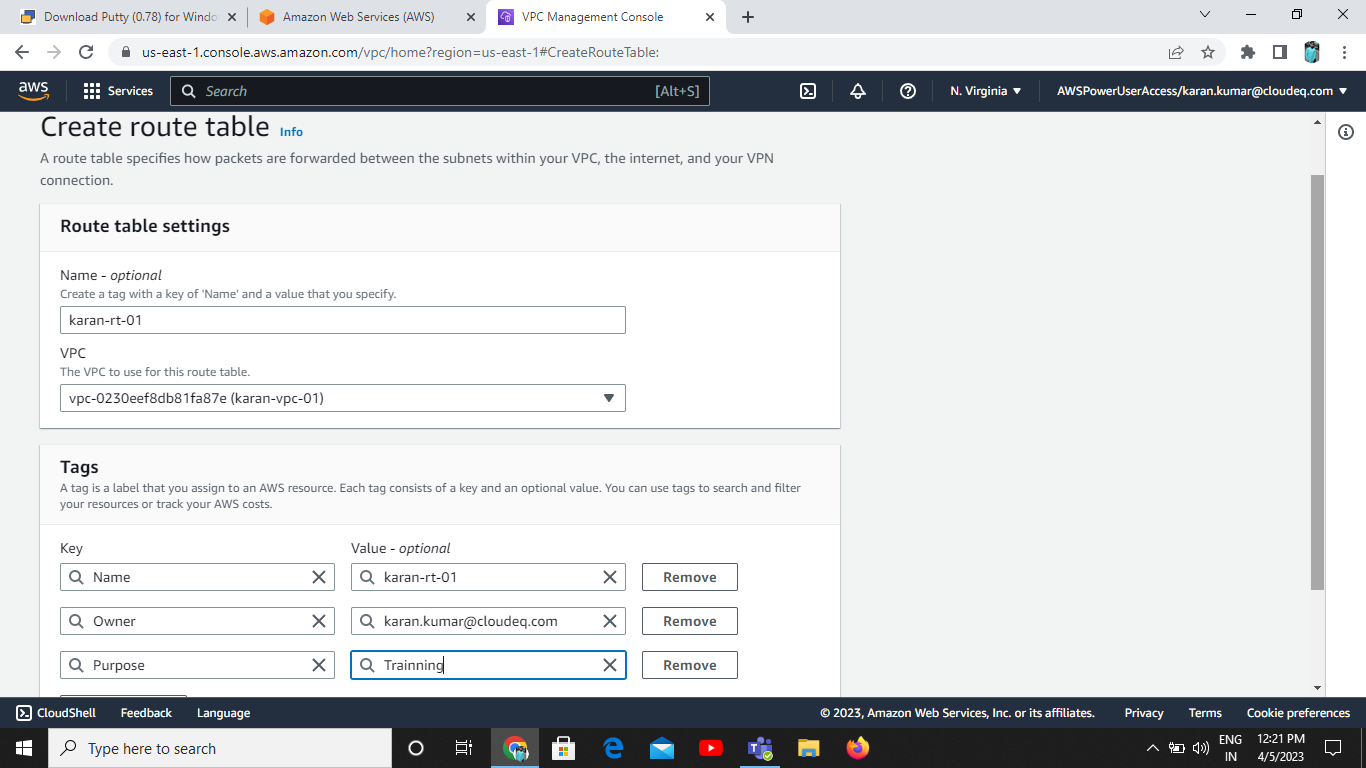 Download Putty (0.78) for Windo
Amazon Web Services (AWS)
VPC Management Console
us-east-1.console.aws.amazon.com/vpc/home?region=us-east-1#CreateRouteTable:
aws
Services
Search
[Alt+S]
N. Virginia
AWSPowerUserAccess/karan.kumar@cloudeq.com
Create route table Info
A route table specifies how packets are forwarded between the subnets within your VPC, the internet, and your VPN
connection.
Route table settings
Name - optional
Create a tag with a key of 'Name' and a value that you specify.
karan-rt-01
VPC
The VPC to use for this route table.
vpc-0230eef8db81fa87e (karan-vpc-01)
Tags
A tag is a label that you assign to an AWS resource. Each tag consists of a key and an optional value. You can use tags to search and filter
your resources or track your AWS costs.
Key Value - optional
Name karan-rt-01 Remove
Owner karan.kumar@cloudeq.com Remove
Purpose Trainning Remove
CloudShell Feedback Language © 2023, Amazon Web Services, Inc. or its affiliates. Privacy Terms Cookie preferences
Type here to search
ENG
IN
12:21 PM
4/5/2023